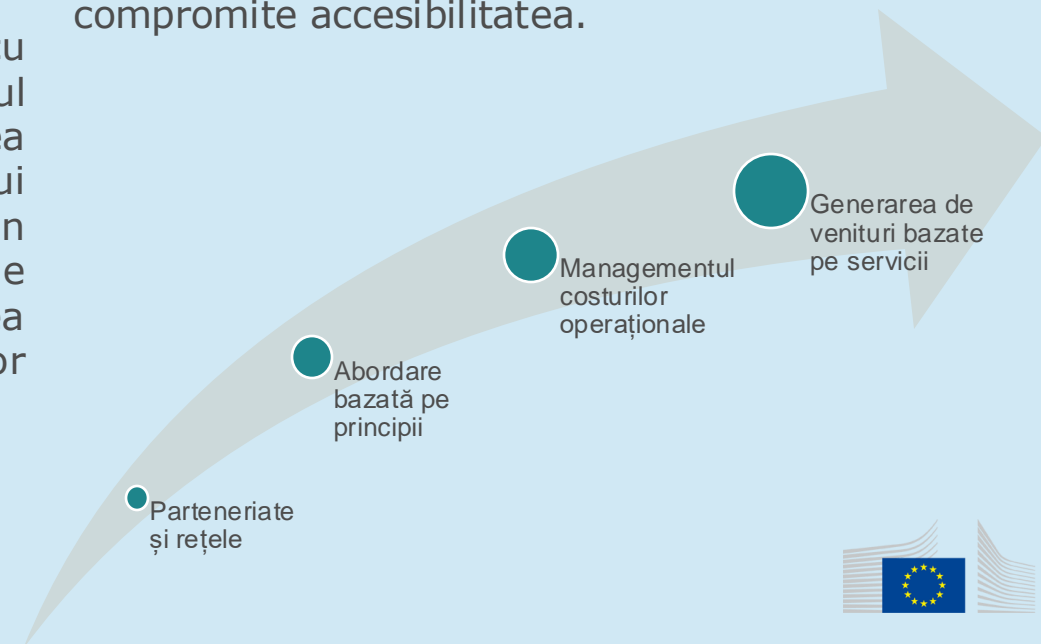 compromite accesibilitatea.
Generarea de
venituri bazate
pe servicii
Managementul
costurilor
operaționale
Abordare
bazată pe
principii
Parteneriate
și rețele